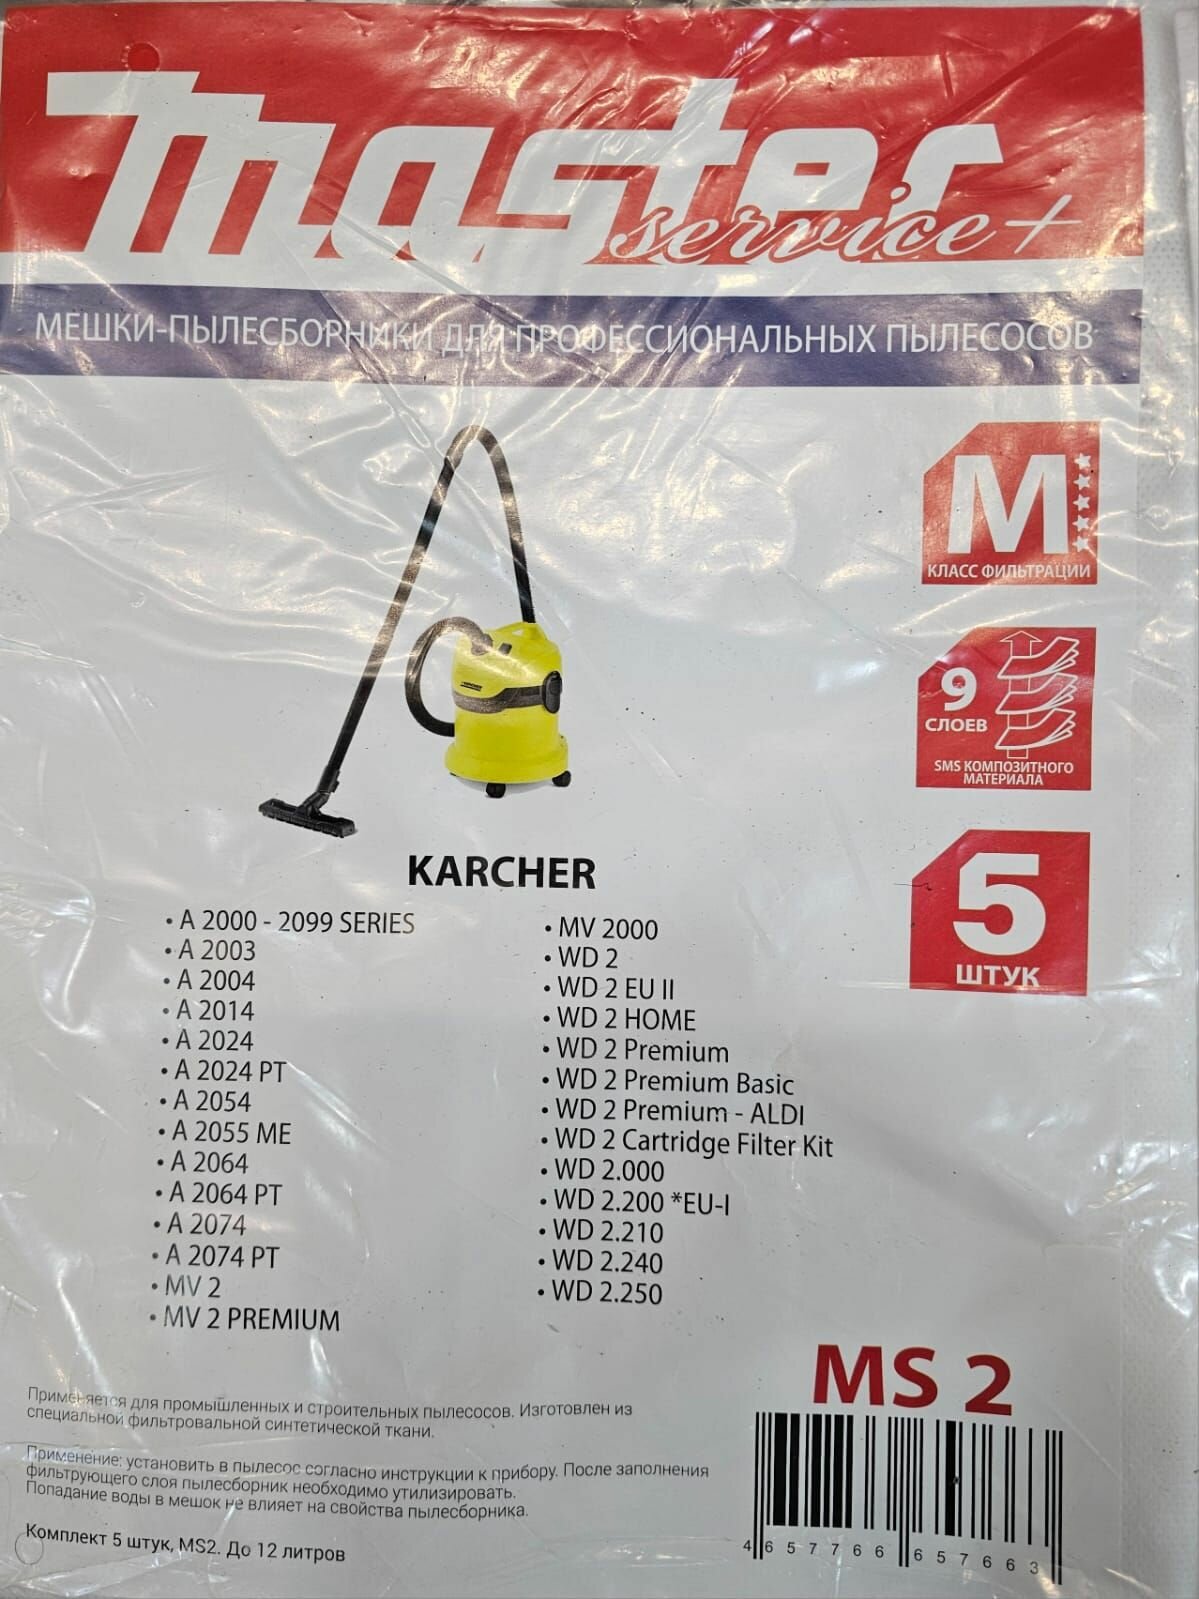 master
service+
МЕШКИ-ПЫЛЕСБОРНИКИ ДЛЯ ПРОФЕССИОНАЛЬНЫХ ПЫЛЕСОСОВ
М
КЛАСС ФИЛЬТРАЦИИ
9
СЛОЕВ
SMS КОМПОЗИТНОГО
МАТЕРИАЛА
5
ШТУК
KARCHER
KARCHER
• A 2000 - 2099 SERIES
• A 2003
• A 2004
• A 2014
• A 2024
• A 2024 PT
• A 2054
• A 2055 ME
• A 2064
• A 2064 PT
• A 2074
• A 2074 PT
• MV 2
• MV 2 PREMIUM
• MV 2000
• WD 2
• WD 2 EU II
• WD 2 HOME
• WD 2 Premium
• WD 2 Premium Basic
• WD 2 Premium - ALDI
• WD 2 Cartridge Filter Kit
• WD 2.000
• WD 2.200 *EU-I
• WD 2.210
• WD 2.240
• WD 2.250
MS 2
Применяется для промышленных и строительных пылесосов. Изготовлен из
специальной фильтровальной синтетической ткани.
Применение: установить в пылесос согласно инструкции к прибору. После заполнения
фильтрующего слоя пылесборник необходимо утилизировать.
Попадание воды в мешок не влияет на свойства пылесборника.
Комплект 5 штук, MS2. До 12 литров
4 657766 657663